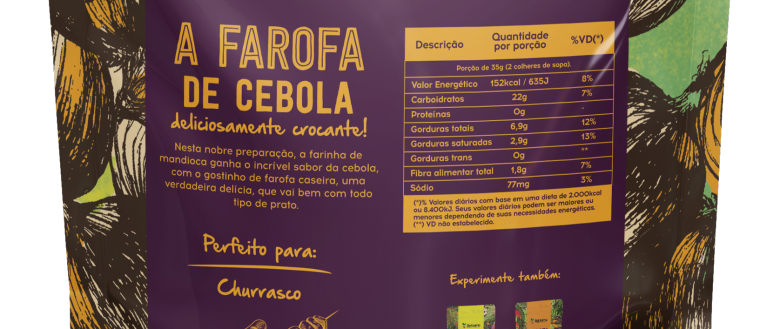 A FAROFA
DE CEBOLA
deliciosamente crocante!
Nesta nobre preparação, a farinha de
mandioca ganha o incrível sabor da cebola,
com o gostinho de farofa caseira, uma
verdadeira delícia, que vai bem com todo
tipo de prato.
Perfeito para:
Churrasco
Descrição Quantidade por porção %VD(*)
Porção de 35g (2 colheres de sopa).
Valor Energético 152kcal / 635J 8%
Carboidratos 22g 7%
Proteínas 0g -
Gorduras totais 6,9g 12%
Gorduras saturadas 2,9g 13%
Gorduras trans 0g **
Fibra alimentar total 1,8g 7%
Sódio 77mg 3%
(*)% Valores diários com base em uma dieta de 2.000kcal
ou 8.400kJ. Seus valores diários podem ser maiores ou
menores dependendo de suas necessidades energéticas.
(**) VD não estabelecido.
Experimente também: